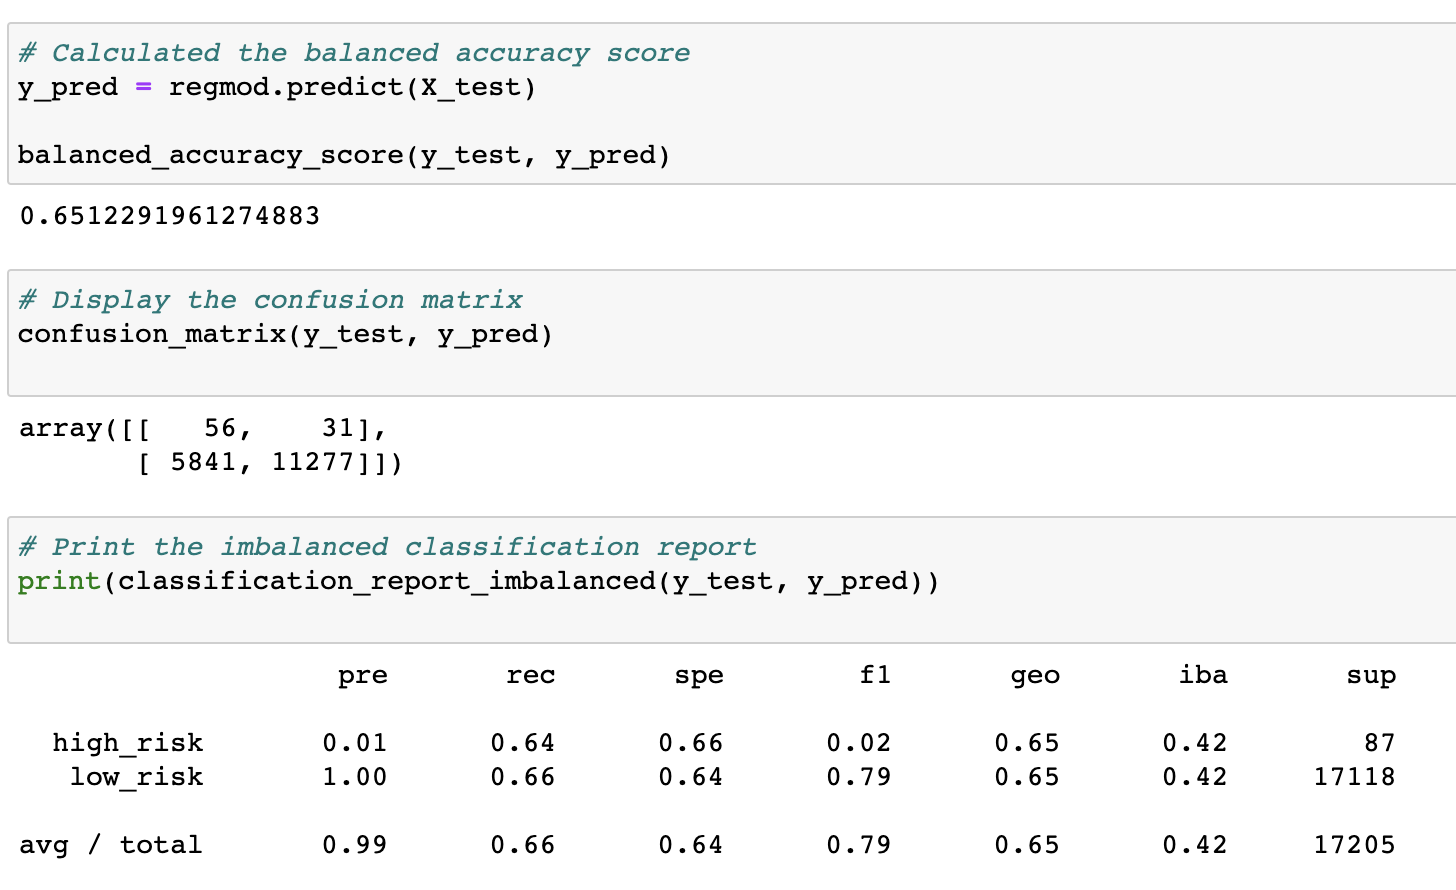 # Calculated the balanced accuracy score
y_pred = regmod.predict(X_test)
balanced_accuracy_score(y_test, y_pred)
0.6512291961274883
# Display the confusion matrix
confusion_matrix(y_test, y_pred)
array([[   56,    31],
       [ 5841, 11277]])
# Print the imbalanced classification report
print(classification_report_imbalanced(y_test, y_pred))
pre rec spe f1 geo iba sup
high_risk 0.01 0.64 0.66 0.02 0.65 0.42 87
low_risk 1.00 0.66 0.64 0.79 0.65 0.42 17118
avg / total 0.99 0.66 0.64 0.79 0.65 0.42 17205